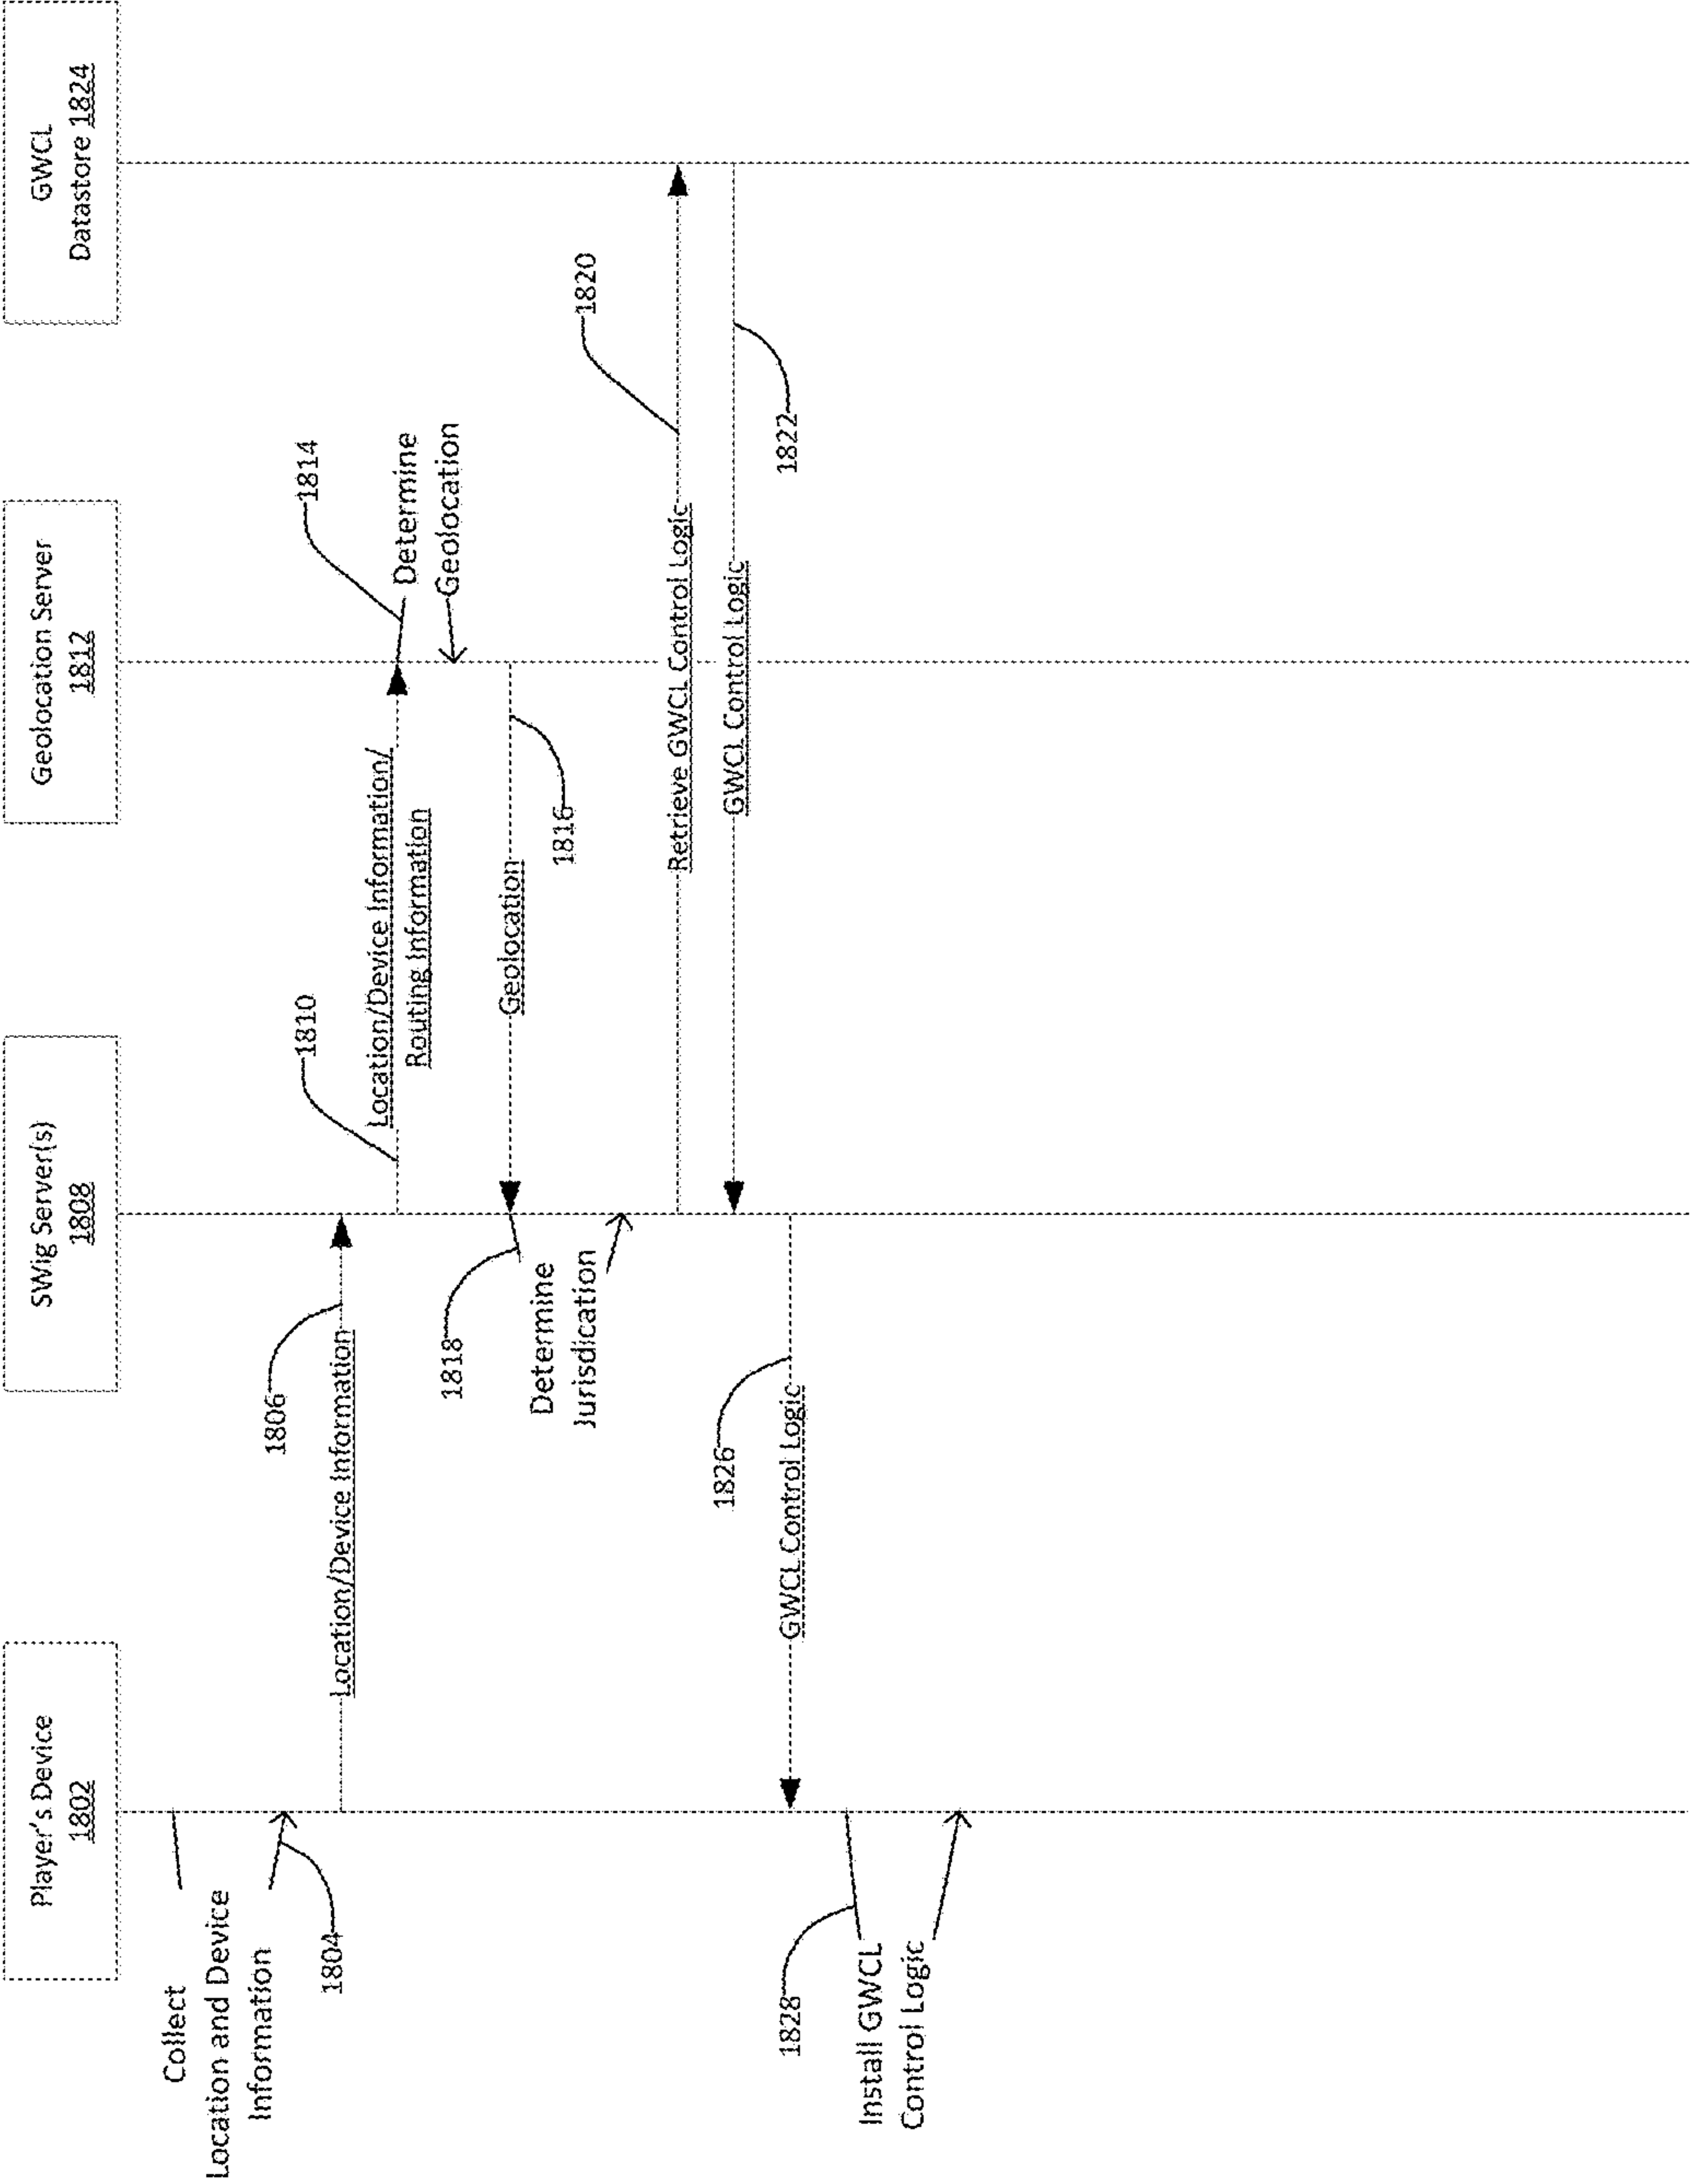 Player's Device
1802
SWig Server(s)
1808
Geolocation Server
1812
GWCL
Datastore 1824
Collect
Location and Device
Information
1804
1806
Location/Device Information
1810
Location/Device Information/
Routing Information
1814
Determine
Geolocation
1816
Geolocation
1818
Determine
Jurisdication
1820
Retrieve GWCL Control Logic
GWCL Control Logic
1822
1826
GWCL Control Logic
1828
Install GWCL
Control Logic